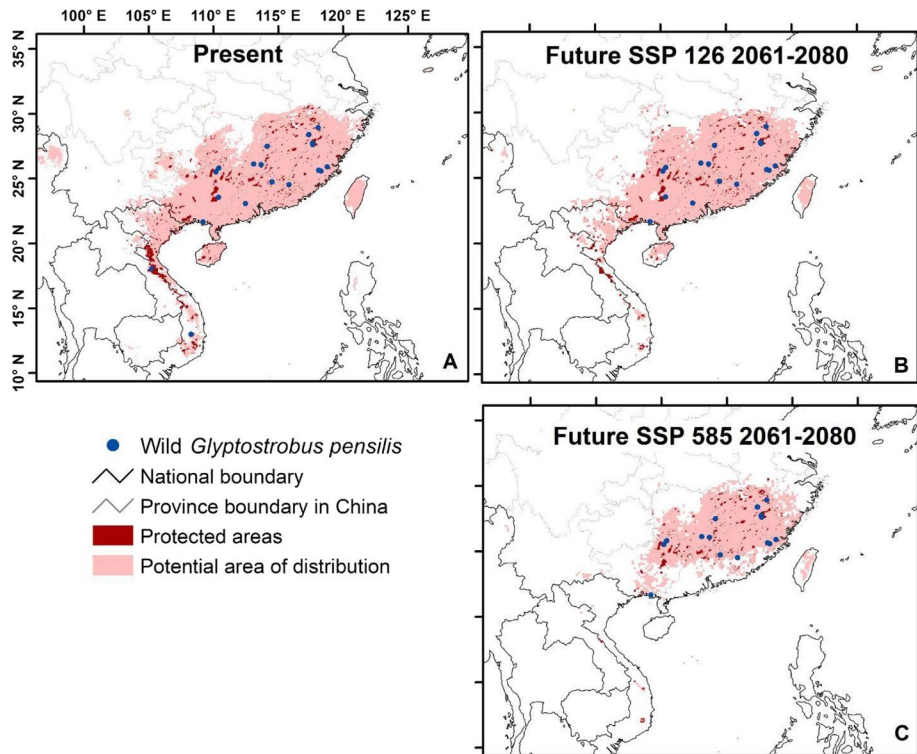 100° E 105° E 110° E 115° E 120° E 125° E
35° N
30° N
25° N
20° N
15° N
10° N
Present
A
Future SSP 126 2061-2080
B
Wild Glyptostrobus pensilis
National boundary
Province boundary in China
Protected areas
Potential area of distribution
Future SSP 585 2061-2080
C